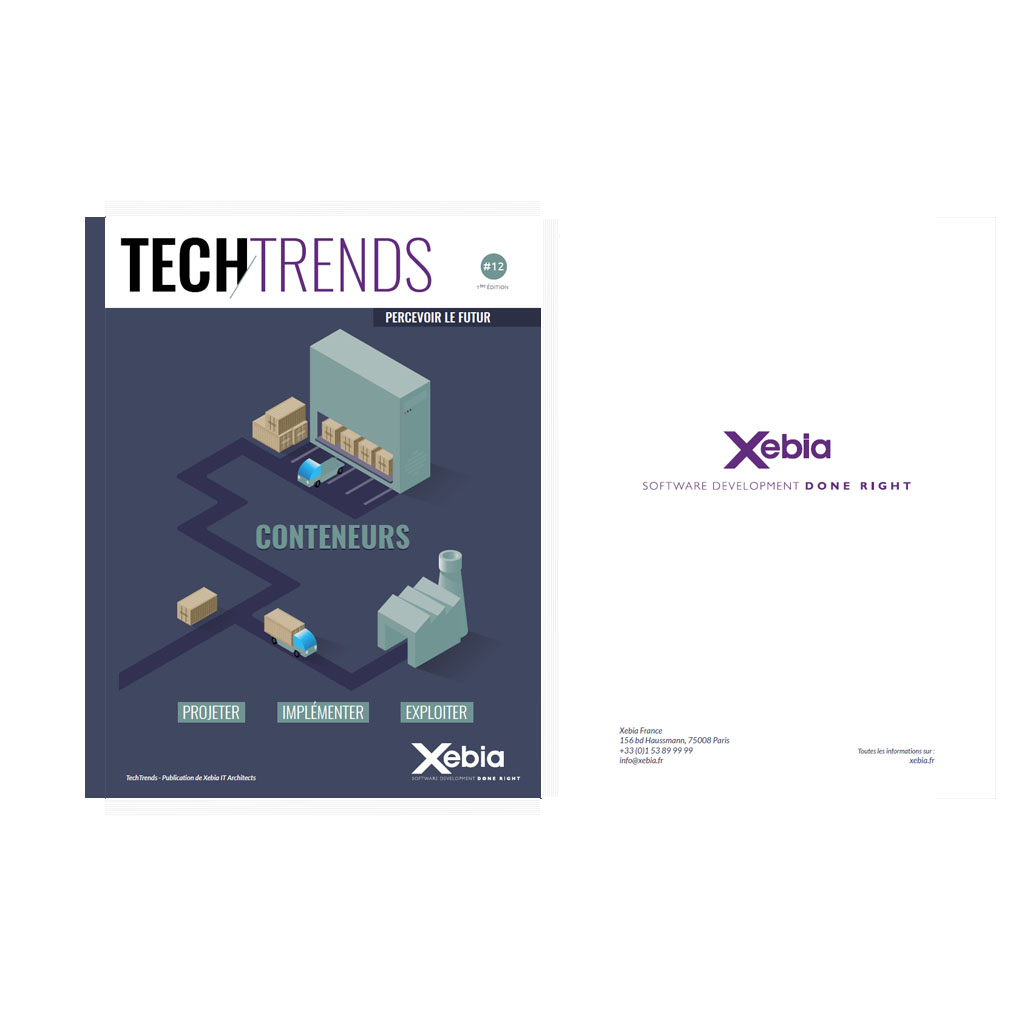 TECH/TRENDS
#12
1ère ÉDITION
PERCEVOIR LE FUTUR
CONTENEURS
PROJETER
IMPLÉMENTER
EXPLOITER
Xebia
SOFTWARE DEVELOPMENT DONE RIGHT
TechTrends - Publication de Xebia IT Architects
Xebia
SOFTWARE DEVELOPMENT DONE RIGHT
Xebia France
156 bd Haussmann, 75008 Paris
+33 (0)1 53 89 99 99
info@xebia.fr
Toutes les informations sur :
xebia.fr